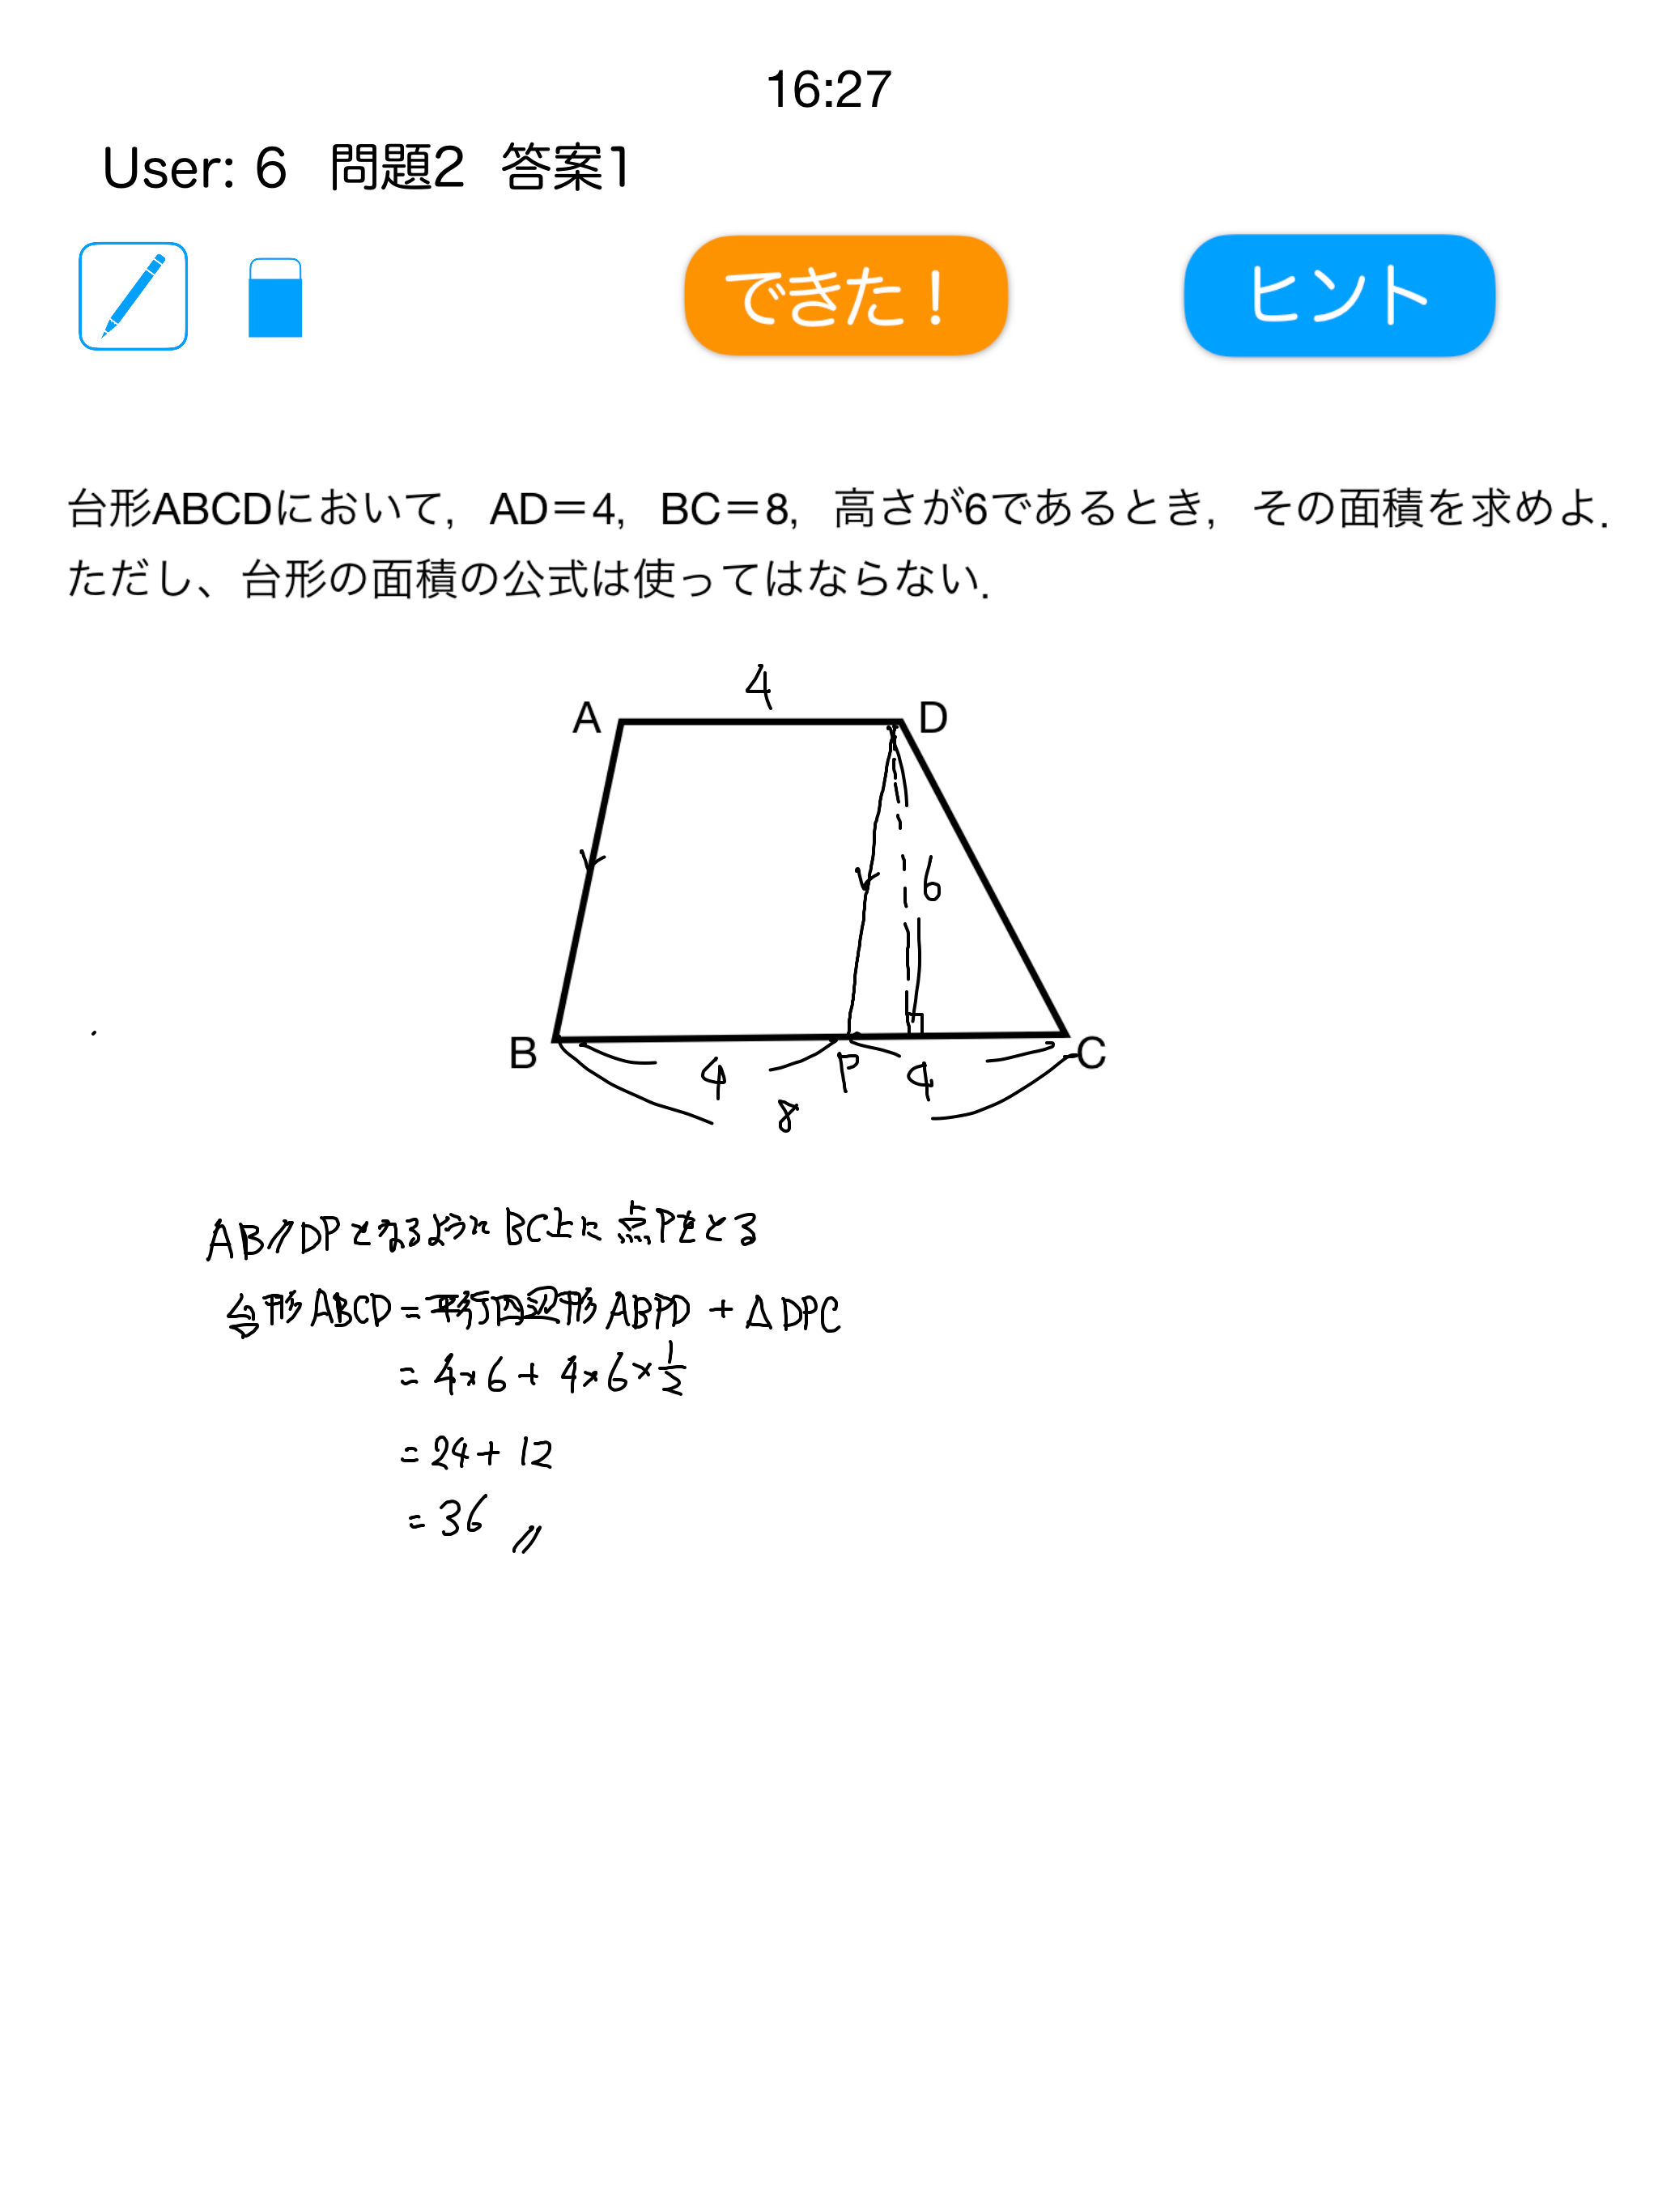 16:27
User: 6 問題2 答案1
できた！
ヒント
台形ABCDにおいて，AD＝4，BC＝8，高さが6であるとき，その面積を求めよ．
ただし、台形の面積の公式は使ってはならない．
4
A
D
6
B
C
4
P
4
8
AB//DPとなるようにBC上に点Pをとる
台形ABCD=平行四辺形ABPD+△DPC
=4×6+4×6×1/2
=24+12
=36 //